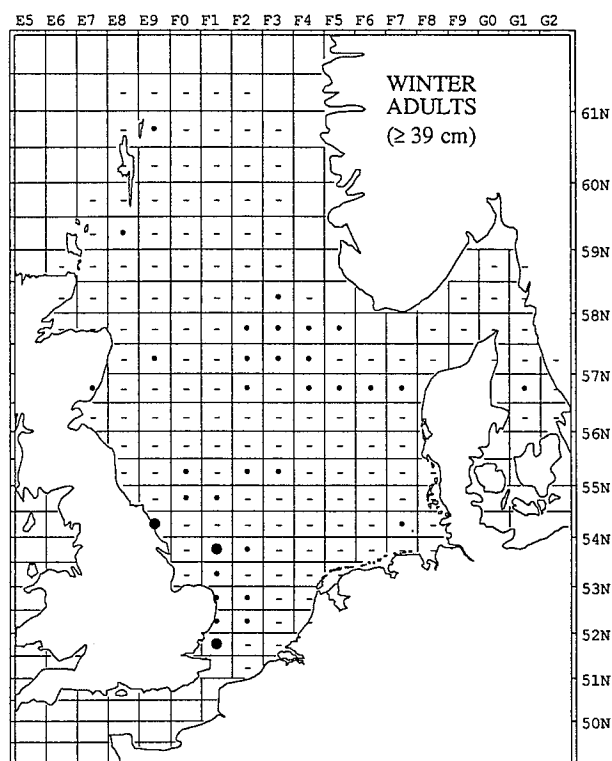 E5 E6 E7 E8 E9 F0 F1 F2 F3 F4 F5 F6 F7 F8 F9 G0 G1 G2
WINTER
ADULTS
(≥ 39 cm)
61N
60N
59N
58N
57N
56N
55N
54N
53N
52N
51N
50N